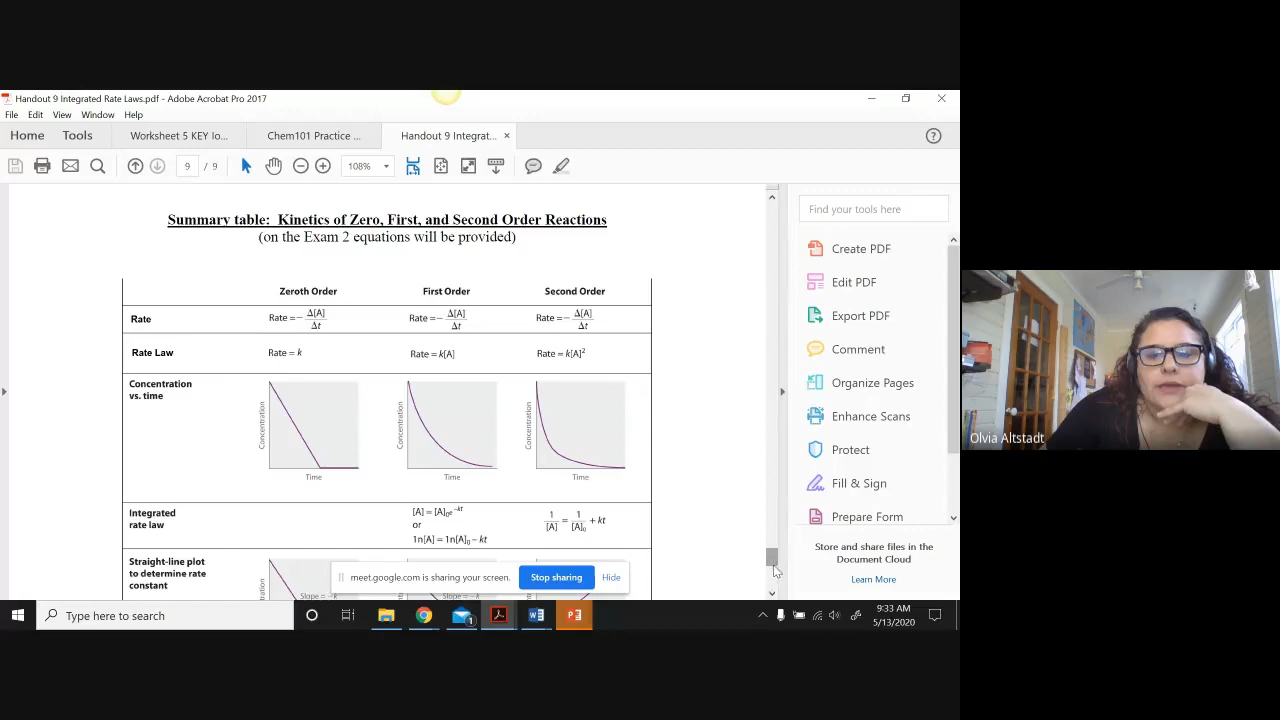 Handout 9 Integrated Rate Laws.pdf - Adobe Acrobat Pro 2017
File Edit View Window Help
Home Tools Worksheet 5 KEY Io... Chem101 Practice ... Handout 9 Integrat... ×
9 / 9 108%
Summary table: Kinetics of Zero, First, and Second Order Reactions
(on the Exam 2 equations will be provided)
Zeroth Order First Order Second Order
Rate Rate = − Δ[A]/Δt Rate = − Δ[A]/Δt Rate = − Δ[A]/Δt
Rate Law Rate = k Rate = k[A] Rate = k[A]²
Concentration
vs. time
Concentration Concentration Concentration
Time Time Time
Integrated
rate law
[A] = [A]₀e⁻ᵏᵗ
or
1n[A] = 1n[A]₀ − kt
1/[A] = 1/[A]₀ + kt
Straight-line plot
to determine rate
constant
Slope = − k
meet.google.com is sharing your screen. Stop sharing Hide
Find your tools here
Create PDF
Edit PDF
Export PDF
Comment
Organize Pages
Enhance Scans
Protect
Fill & Sign
Prepare Form
Store and share files in the
Document Cloud
Learn More
Olvia Altstadt
Type here to search
1
9:33 AM
5/13/2020